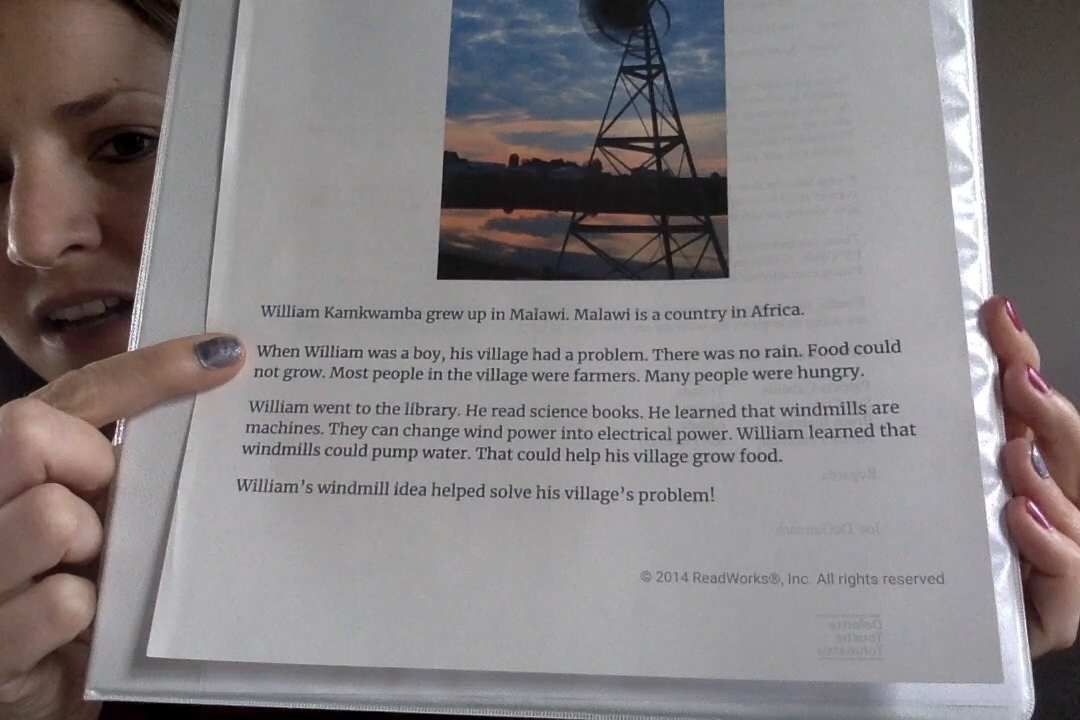 William Kamkwamba grew up in Malawi. Malawi is a country in Africa.
When William was a boy, his village had a problem. There was no rain. Food could
not grow. Most people in the village were farmers. Many people were hungry.
William went to the library. He read science books. He learned that windmills are
machines. They can change wind power into electrical power. William learned that
windmills could pump water. That could help his village grow food.
William's windmill idea helped solve his village's problem!
© 2014 ReadWorks®, Inc. All rights reserved.
Deloitte
Touche
Tohmatsu